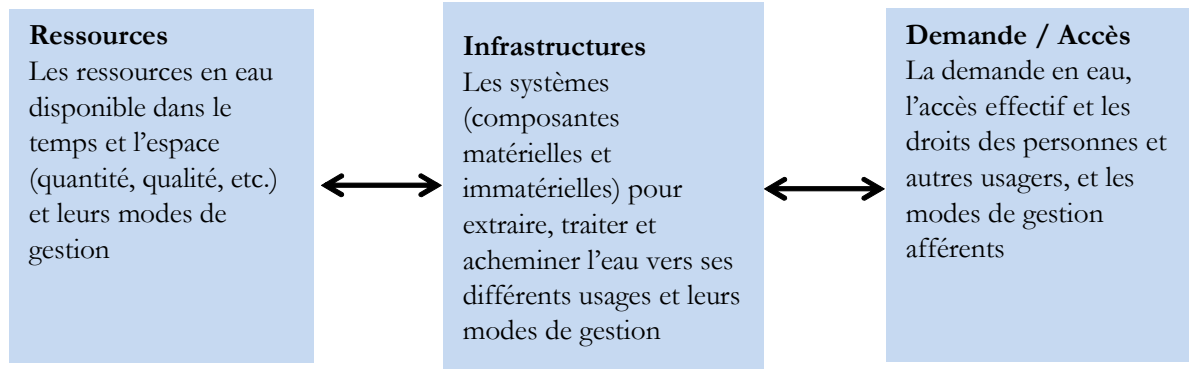 Ressources
Les ressources en eau
disponible dans le
temps et l’espace
(quantité, qualité, etc.)
et leurs modes de
gestion
Infrastructures
Les systèmes
(composantes
matérielles et
immatérielles) pour
extraire, traiter et
acheminer l’eau vers ses
différents usages et leurs
modes de gestion
Demande / Accès
La demande en eau,
l’accès effectif et les
droits des personnes et
autres usagers, et les
modes de gestion
afférents